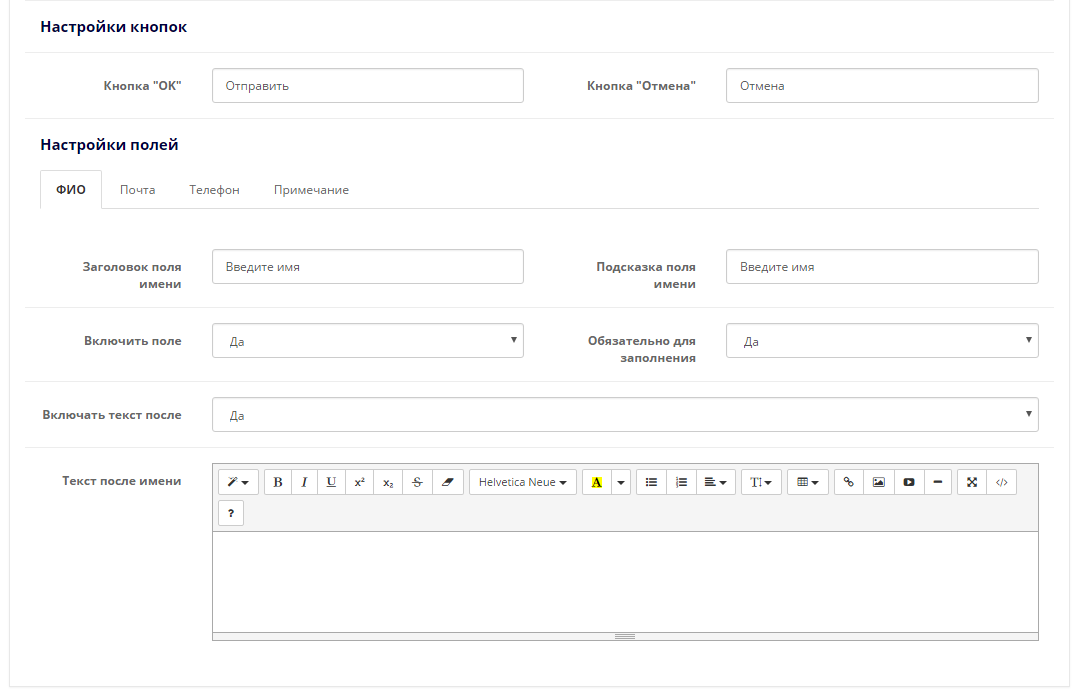 Настройки кнопок
Кнопка "ОК" Отправить Кнопка "Отмена" Отмена
Настройки полей
ФИО Почта Телефон Примечание
Заголовок поля имени Введите имя Подсказка поля имени Введите имя
Включить поле Да Обязательно для заполнения Да
Включать текст после Да
Текст после имени
B I U x² x₂ S Helvetica Neue A TI </>
?